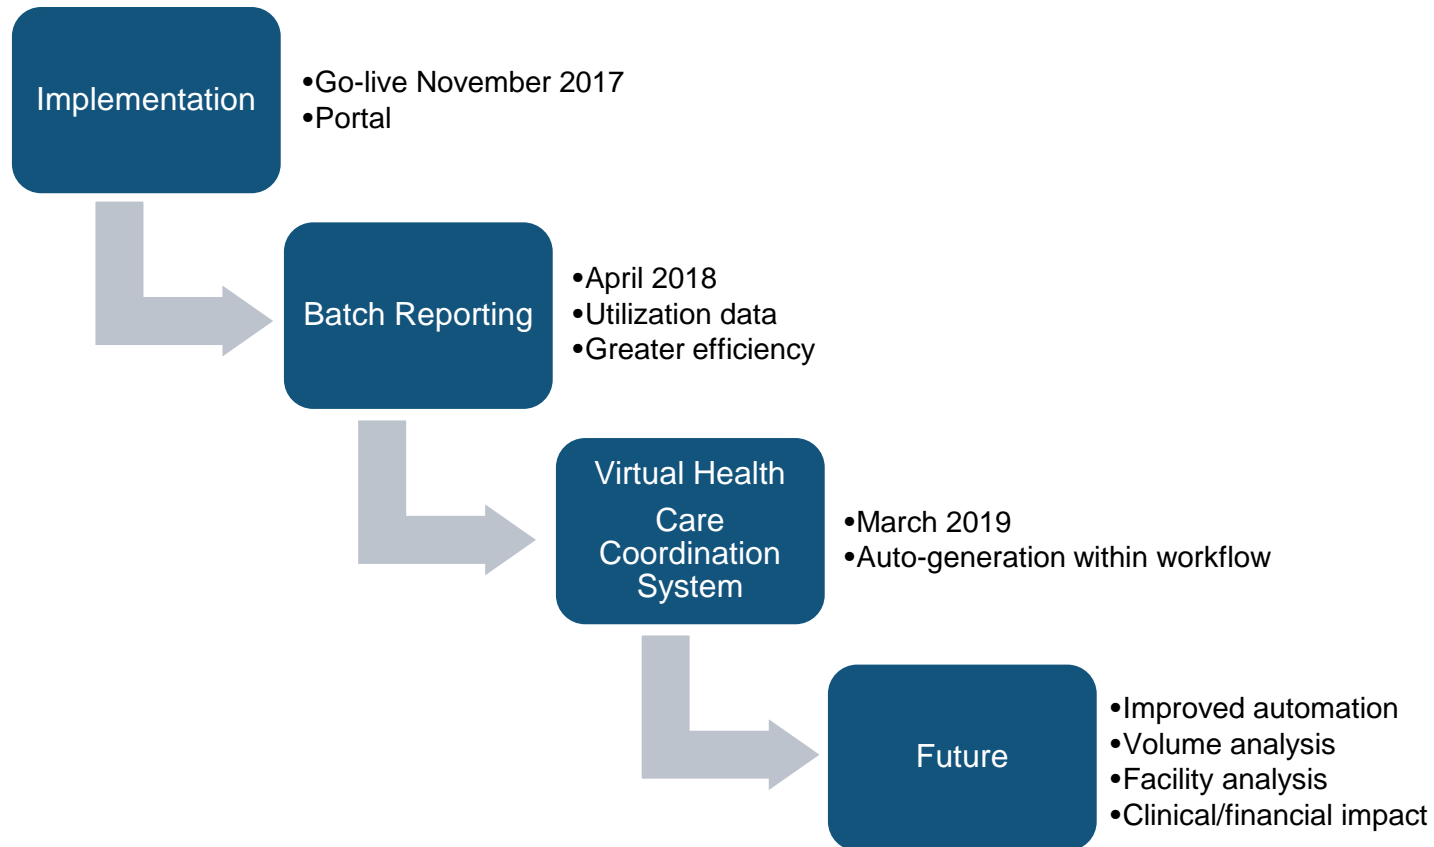 Implementation
•Go-live November 2017
•Portal
Batch Reporting
•April 2018
•Utilization data
•Greater efficiency
Virtual Health
Care
Coordination
System
•March 2019
•Auto-generation within workflow
Future
•Improved automation
•Volume analysis
•Facility analysis
•Clinical/financial impact